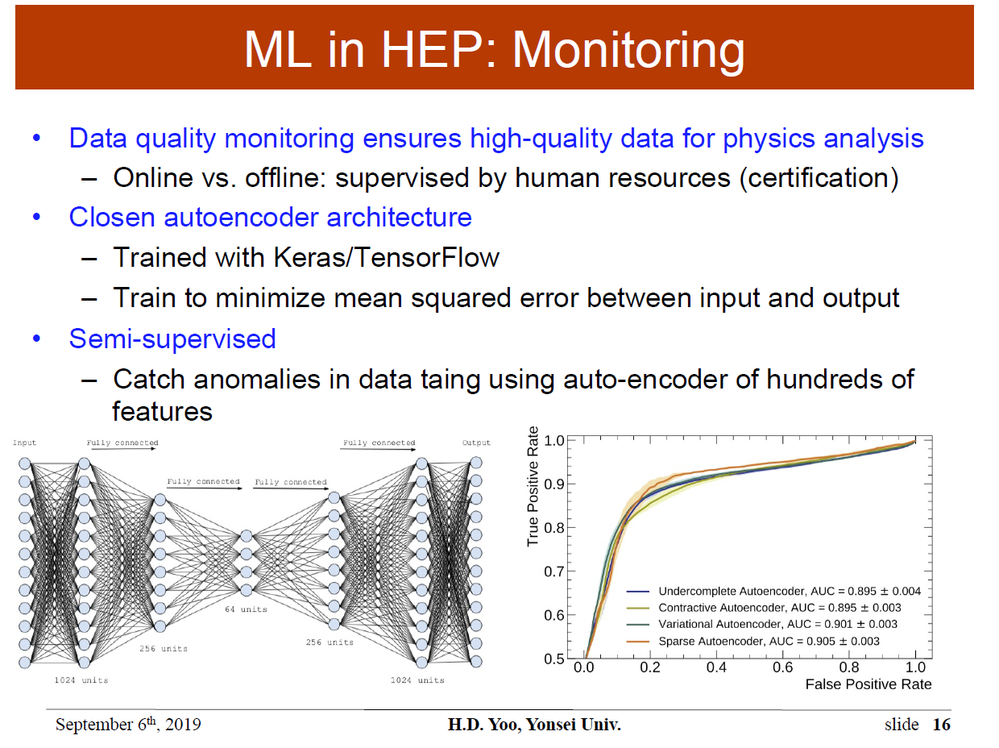 ML in HEP: Monitoring
• Data quality monitoring ensures high-quality data for physics analysis
– Online vs. offline: supervised by human resources (certification)
• Closen autoencoder architecture
– Trained with Keras/TensorFlow
– Train to minimize mean squared error between input and output
• Semi-supervised
– Catch anomalies in data taing using auto-encoder of hundreds of
features
Input
Fully connected
Fully connected
Output
Fully connected
Fully connected
64 units
256 units
256 units
1024 units
1024 units
True Positive Rate
1.0
0.9
0.8
0.7
0.6
0.5
Undercomplete Autoencoder, AUC = 0.895 ± 0.004
Contractive Autoencoder, AUC = 0.895 ± 0.003
Variational Autoencoder, AUC = 0.901 ± 0.003
Sparse Autoencoder, AUC = 0.905 ± 0.003
0.0 0.2 0.4 0.6 0.8 1.0
False Positive Rate
September 6th, 2019
H.D. Yoo, Yonsei Univ.
slide 16